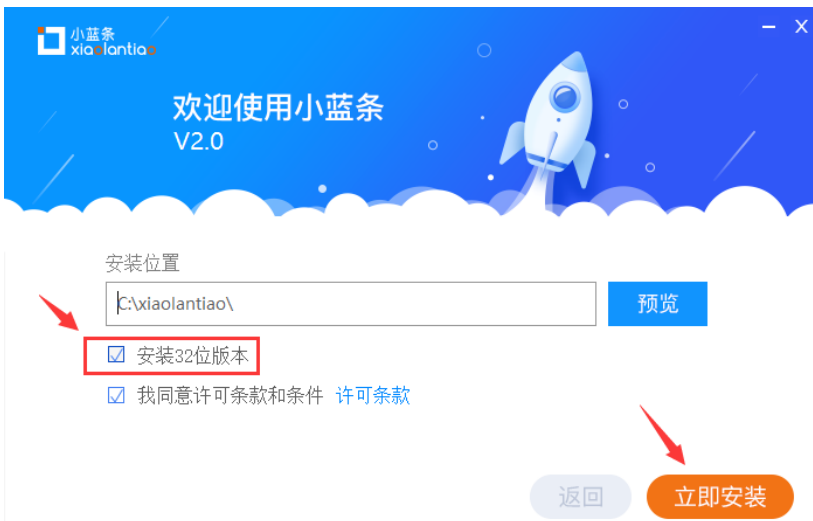 小蓝条
xiaolantiao
欢迎使用小蓝条
V2.0
安装位置
C:\xiaolantiao\
预览
安装32位版本
我同意许可条款和条件 许可条款
返回
立即安装